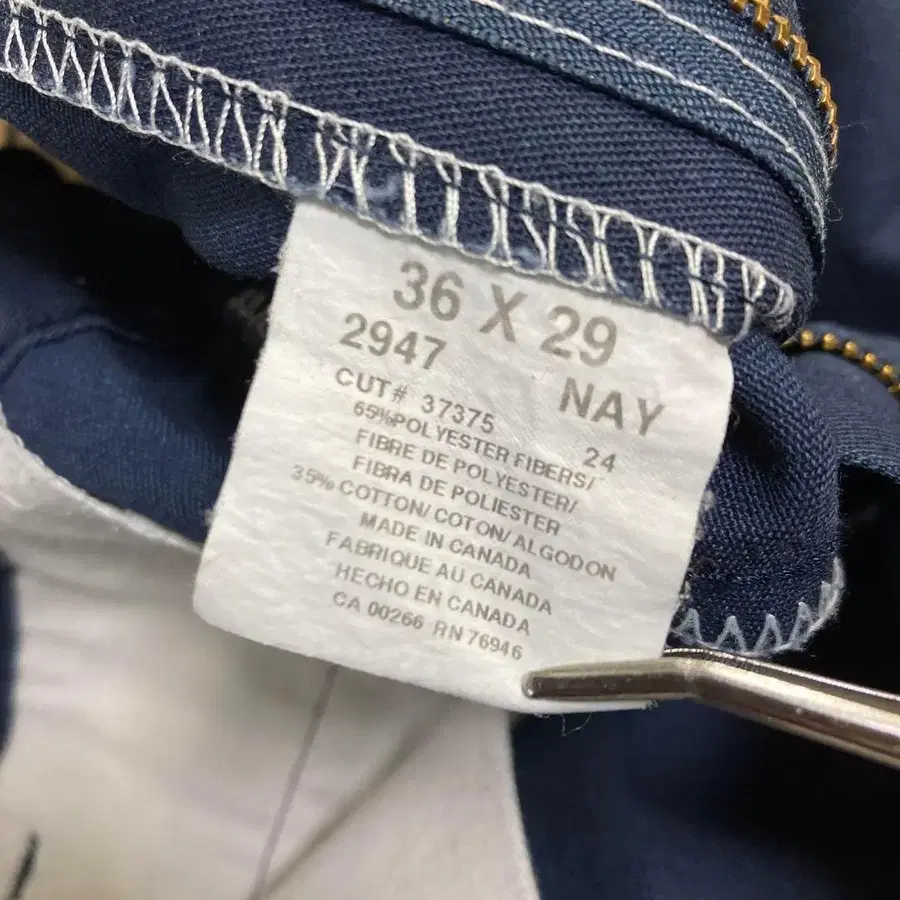 36 X 29
2947 NAY
CUT# 37375 24
65%POLYESTER FIBERS/
FIBRE DE POLYESTER/
FIBRA DE POLIESTER
35% COTTON/ COTON/ ALGODON
MADE IN CANADA
FABRIQUE AU CANADA
HECHO EN CANADA
CA 00266 RN 76946